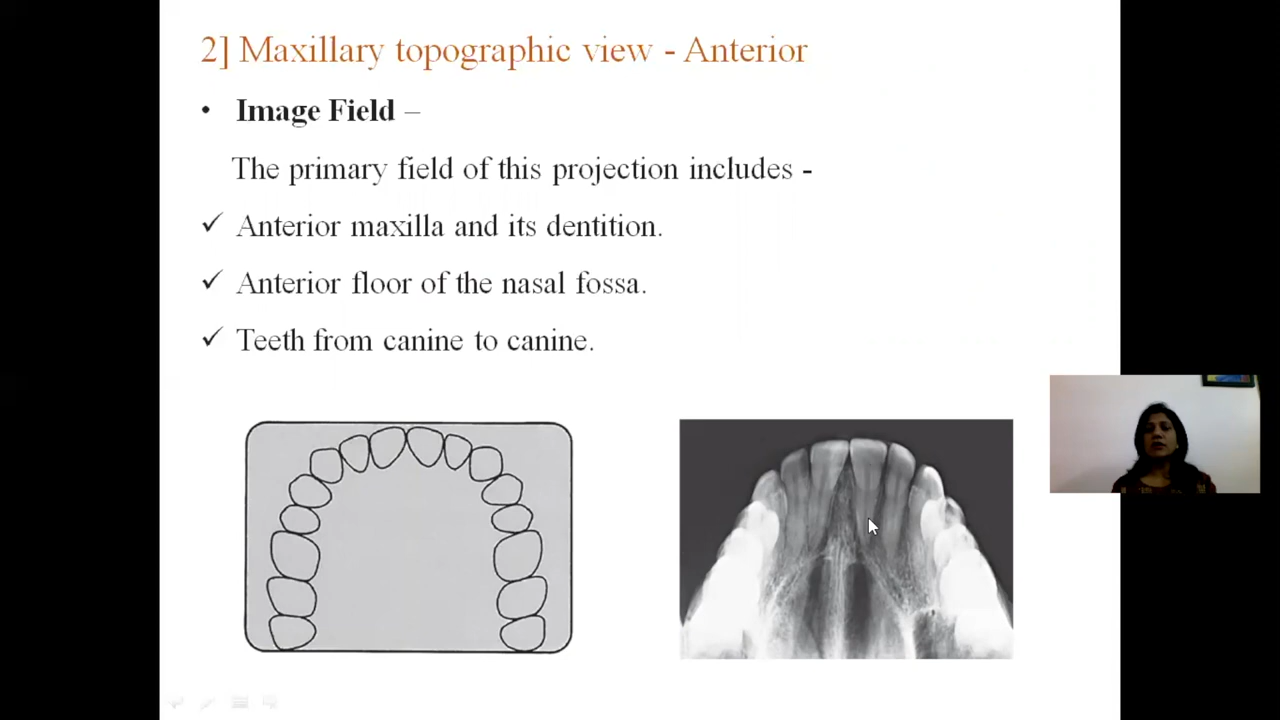 2] Maxillary topographic view - Anterior
• Image Field –
The primary field of this projection includes -
✓ Anterior maxilla and its dentition.
✓ Anterior floor of the nasal fossa.
✓ Teeth from canine to canine.